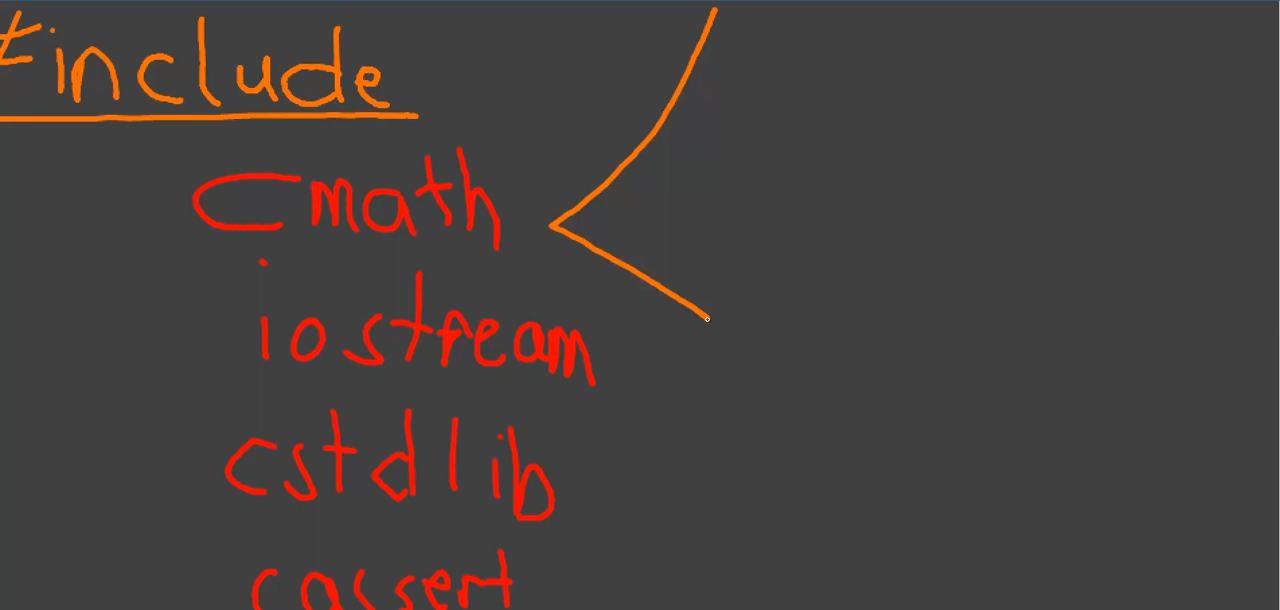 #include
cmath
iostream
cstdlib
cassert